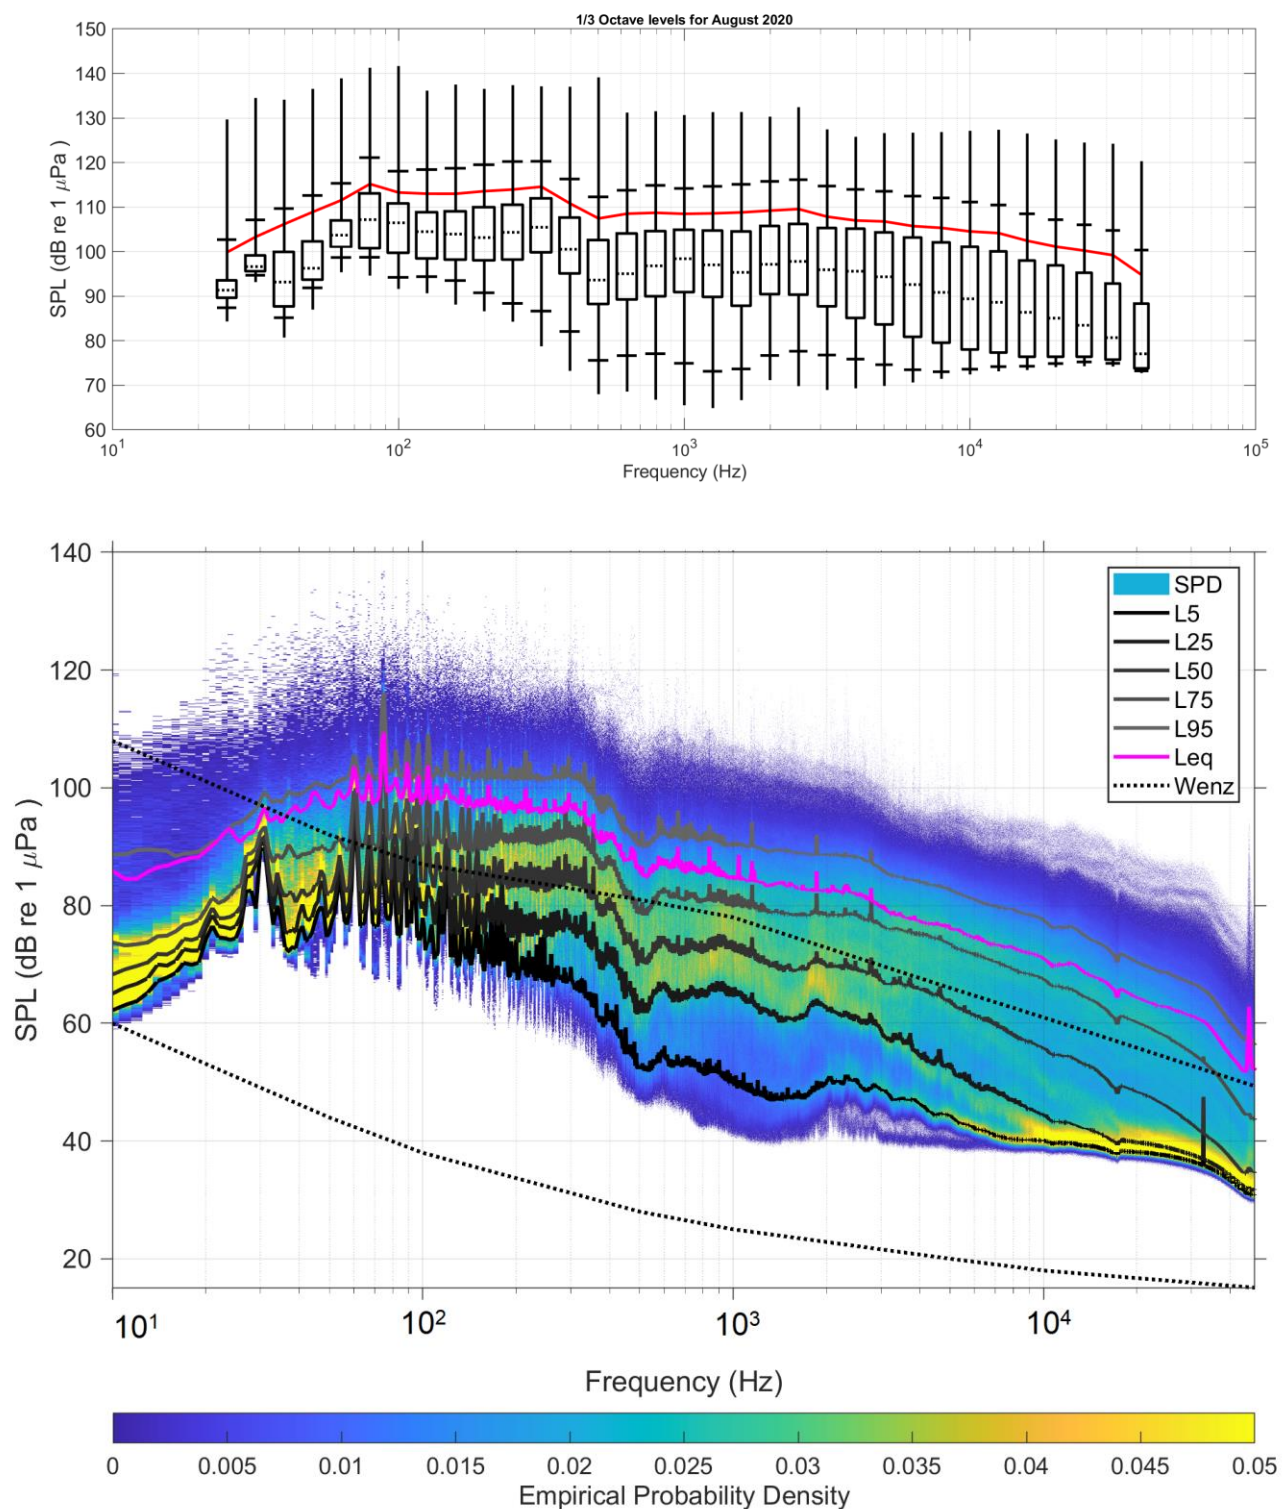 1/3 Octave levels for August 2020
150
140
130
120
110
100
90
80
70
60
SPL (dB re 1 μPa )
10¹ 10² 10³ 10⁴ 10⁵
Frequency (Hz)
140
120
100
80
60
40
20
SPL (dB re 1 μPa )
SPD
L5
L25
L50
L75
L95
Leq
Wenz
10¹ 10² 10³ 10⁴
Frequency (Hz)
0 0.005 0.01 0.015 0.02 0.025 0.03 0.035 0.04 0.045 0.05
Empirical Probability Density